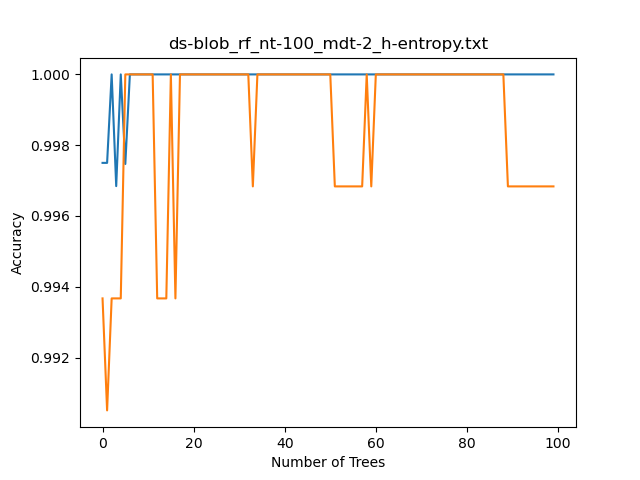 ds-blob_rf_nt-100_mdt-2_h-entropy.txt
1.000
0.998
0.996
0.994
0.992
Accuracy
0 20 40 60 80 100
Number of Trees